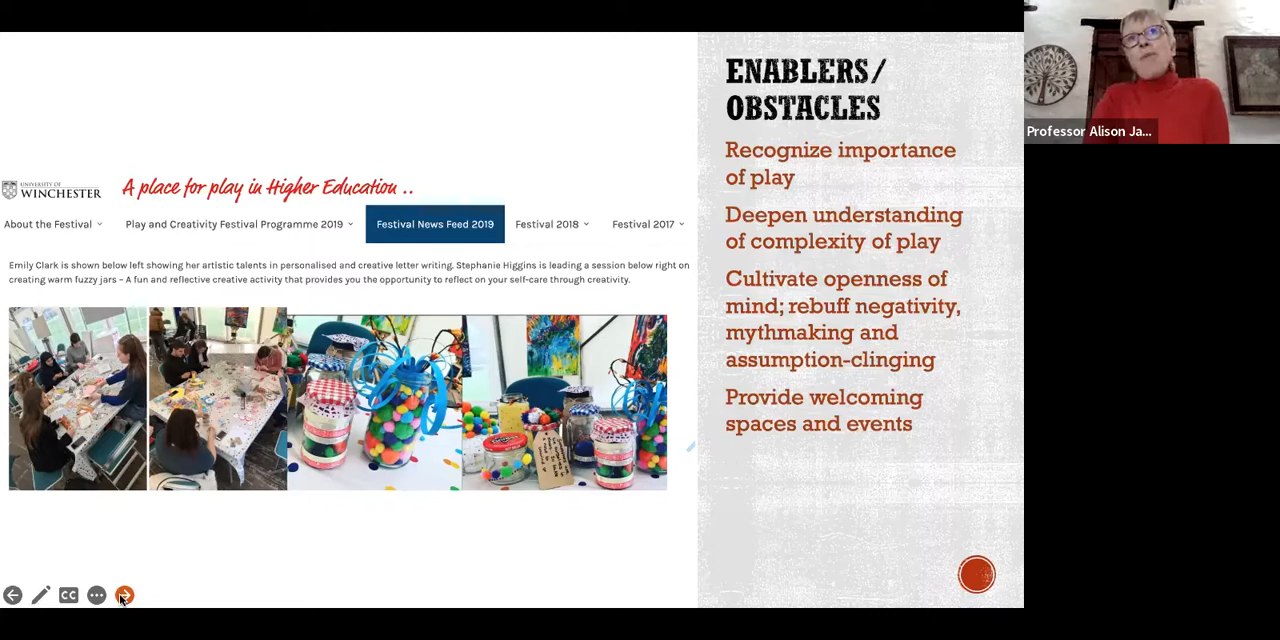 ENABLERS/
OBSTACLES
Recognize importance
of play
Deepen understanding
of complexity of play
Cultivate openness of
mind; rebuff negativity,
mythmaking and
assumption-clinging
Provide welcoming
spaces and events
UNIVERSITY OF
WINCHESTER
A place for play in Higher Education ..
About the Festival
Play and Creativity Festival Programme 2019
Festival News Feed 2019
Festival 2018
Festival 2017
Emily Clark is shown below left showing her artistic talents in personalised and creative letter writing. Stephanie Higgins is leading a session below right on
creating warm fuzzy jars – A fun and reflective creative activity that provides you the opportunity to reflect on your self-care through creativity.
CC
Professor Alison Ja...